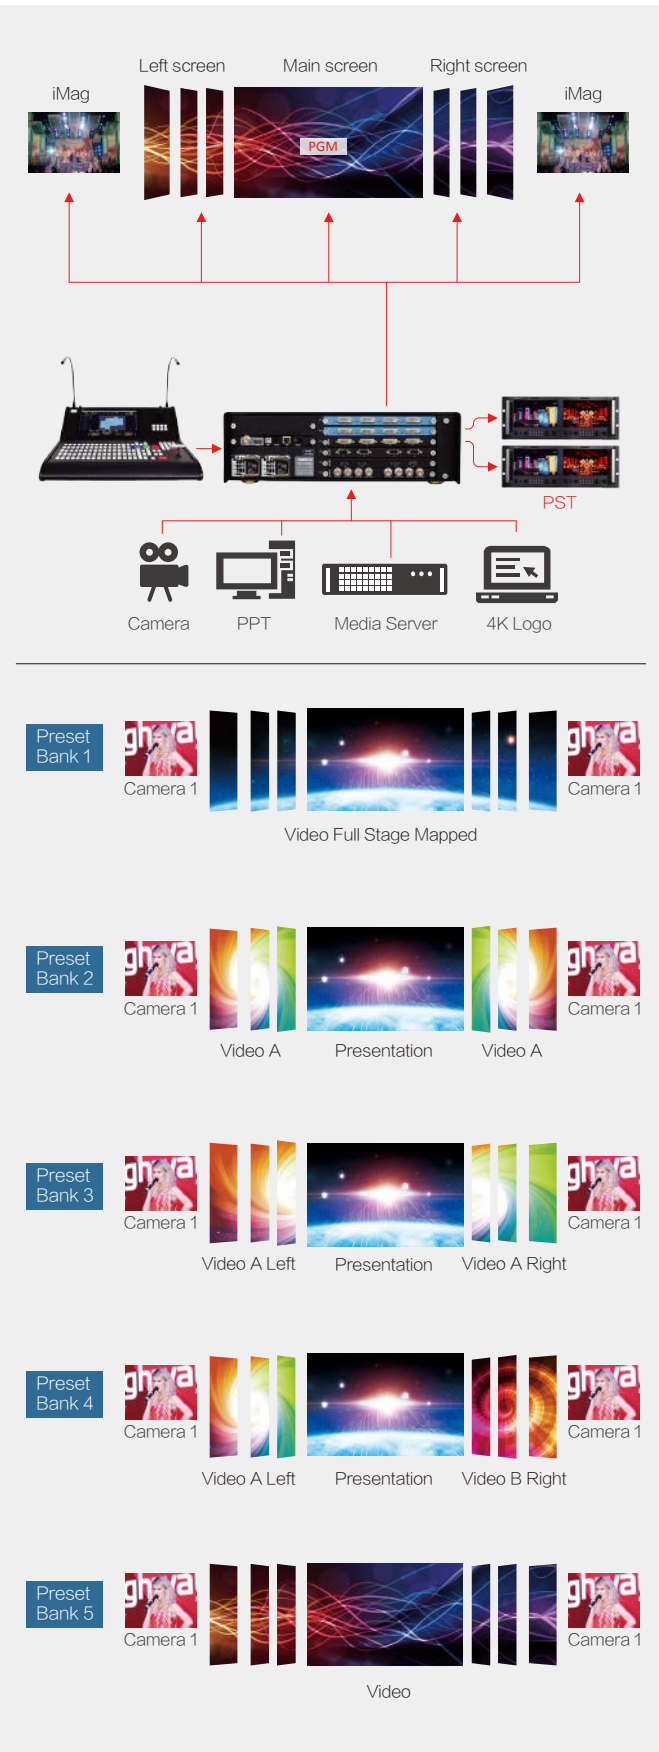 Left screen
Main screen
Right screen
iMag
iMag
PGM
PST
Camera
PPT
Media Server
4K Logo
Preset
Bank 1
Camera 1
Camera 1
Video Full Stage Mapped
Preset
Bank 2
Camera 1
Camera 1
Video A
Presentation
Video A
Preset
Bank 3
Camera 1
Camera 1
Video A Left
Presentation
Video A Right
Preset
Bank 4
Camera 1
Camera 1
Video A Left
Presentation
Video B Right
Preset
Bank 5
Camera 1
Camera 1
Video